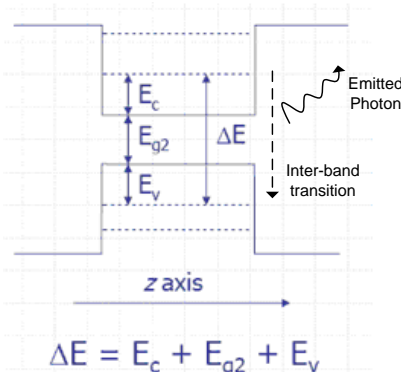 Emitted
Photon
E_c
E_g2
ΔE
E_v
Inter-band
transition
z axis
ΔE = E_c + E_g2 + E_v